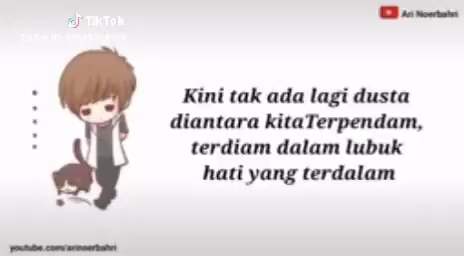 TikTok
Ari Noerbahri
Kini tak ada lagi dusta
diantara kitaTerpendam,
terdiam dalam lubuk
hati yang terdalam
youtube.com/arinoerbahri